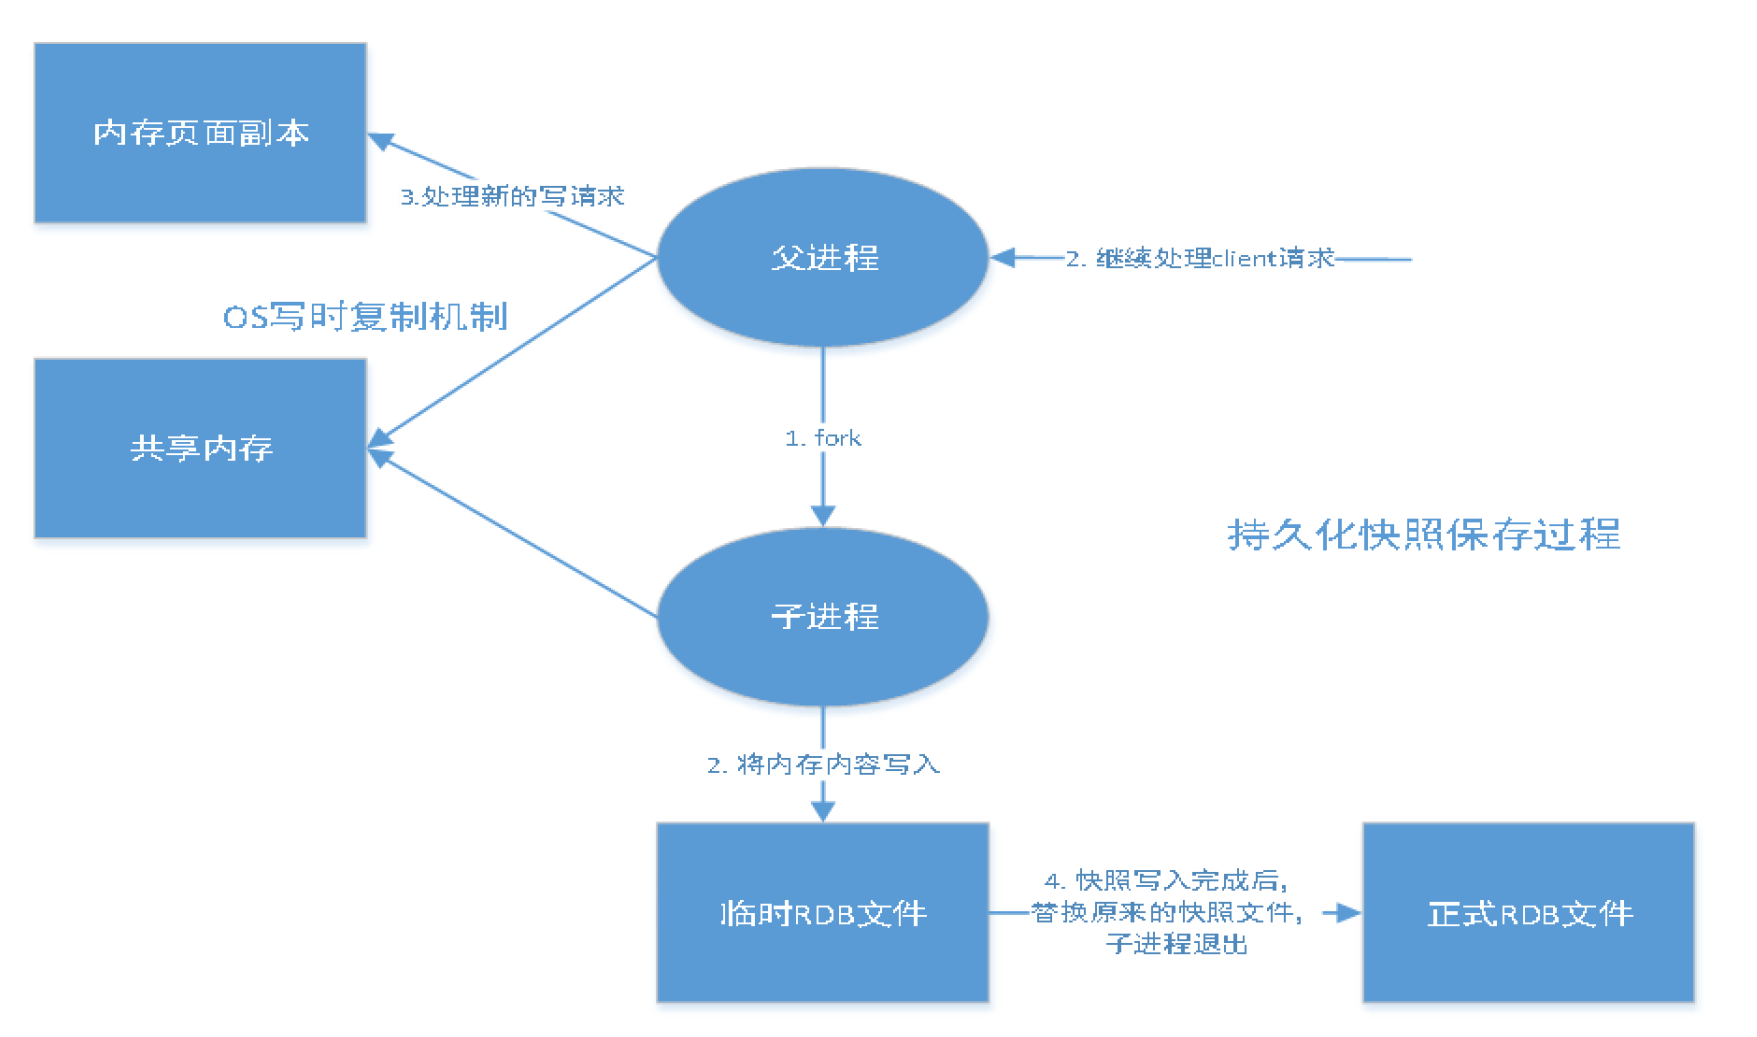 内存页面副本
3.处理新的写请求
父进程
2. 继续处理client请求
OS写时复制机制
共享内存
1. fork
持久化快照保存过程
子进程
2. 将内存内容写入
临时RDB文件
4. 快照写入完成后,
替换原来的快照文件,
子进程退出
正式RDB文件